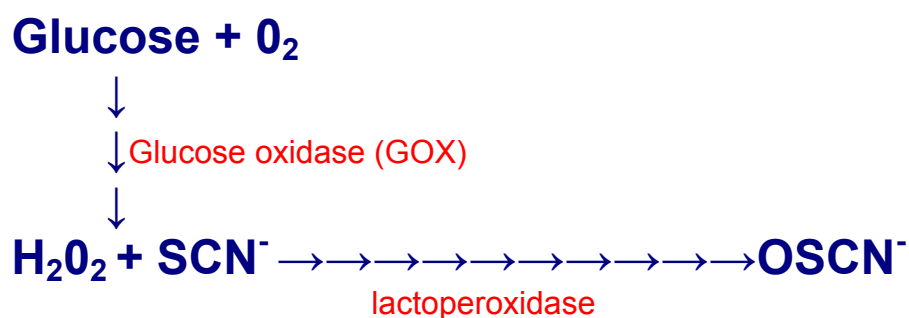 Glucose + 0₂
↓
↓Glucose oxidase (GOX)
↓
H₂0₂ + SCN⁻ →→→→→→→→→→OSCN⁻
lactoperoxidase